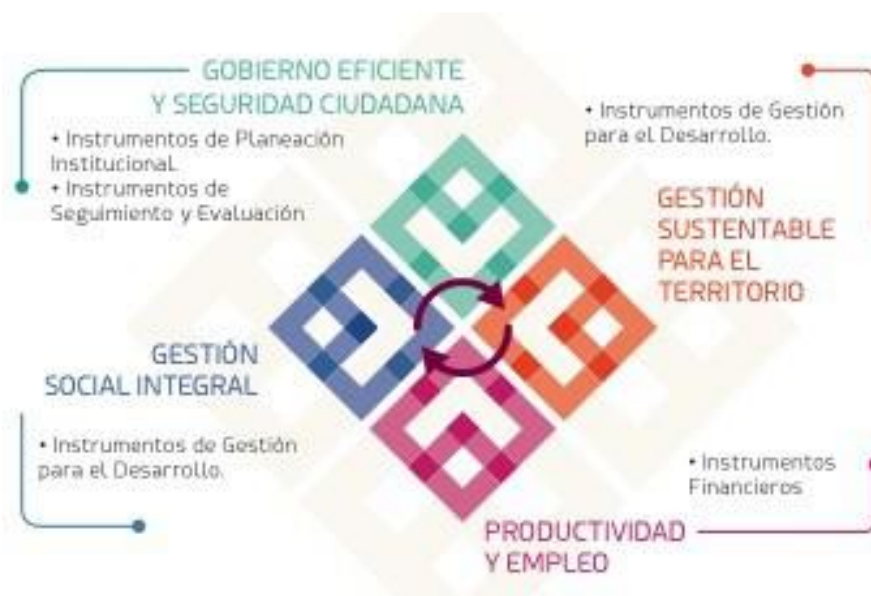 GOBIERNO EFICIENTE
Y SEGURIDAD CIUDADANA
• Instrumentos de Planeación
Institucional.
• Instrumentos de
Seguimiento y Evaluación
• Instrumentos de Gestión
para el Desarrollo.
GESTIÓN
SUSTENTABLE
PARA EL
TERRITORIO
GESTIÓN
SOCIAL INTEGRAL
• Instrumentos de Gestión
para el Desarrollo.
• Instrumentos
Financieros
PRODUCTIVIDAD
Y EMPLEO